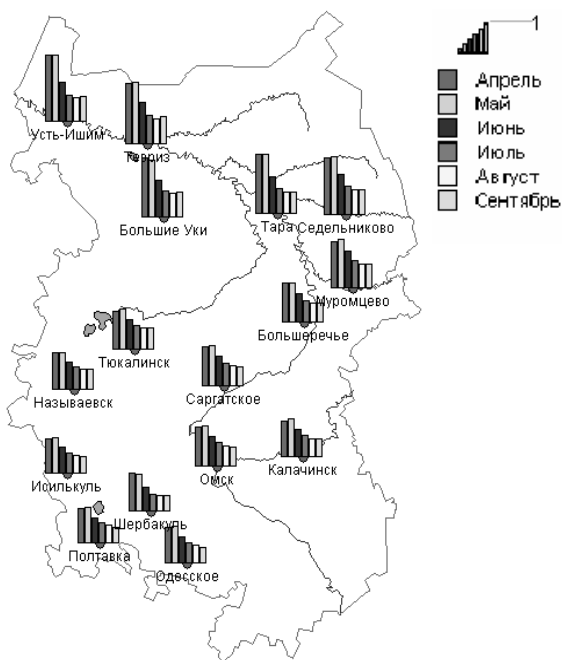 1
Апрель
Май
Июнь
Июль
Август
Сентябрь
Усть-Ишим
Тевриз
Большие Уки
Тара
Седельниково
Муромцево
Большеречье
Тюкалинск
Называевск
Саргатское
Исилькуль
Омск
Калачинск
Шербакуль
Полтавка
Одесское